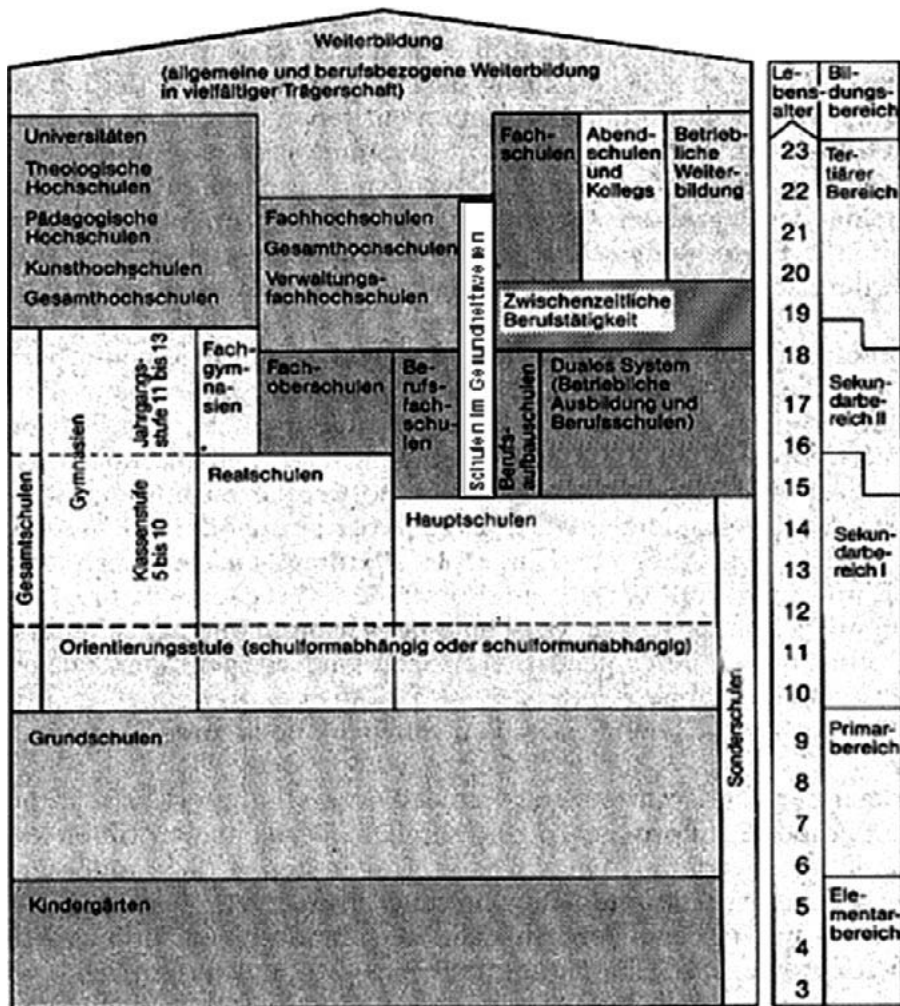 Weiterbildung
(allgemeine und berufsbezogene Weiterbildung
in vielfältiger Trägerschaft)
Universitäten
Theologische
Hochschulen
Pädagogische
Hochschulen
Kunsthochschulen
Gesamthochschulen
Fachhochschulen
Gesamthochschulen
Verwaltungs-
fachhochschulen
Schulen im Gesundheitswesen
Fach-
schulen
Abend-
schulen
und
Kollegs
Betrieb-
liche
Weiter-
bildung
Zwischenzeitliche
Berufstätigkeit
Gesamtschulen
Gymnasien
Jahrgangs-
stufe 11 bis 13
Klassenstufe
5 bis 10
Fach-
gym-
na-
sien
Fach-
oberschulen
Be-
rufs-
fach-
schu-
len
Berufs-
aufbauschulen
Duales System
(Betriebliche
Ausbildung und
Berufsschulen)
Realschulen
Hauptschulen
Orientierungsstufe (schulformabhängig oder schulformunabhängig)
Sonderschulen
Grundschulen
Kindergärten
Le-
bens-
alter
Bil-
dungs-
bereich
23
22
21
20
19
18
17
16
15
14
13
12
11
10
9
8
7
6
5
4
3
Ter-
tiärer
Bereich
Sekun-
darbe-
reich II
Sekun-
darbe-
reich I
Primar-
bereich
Ele-
mentar-
bereich